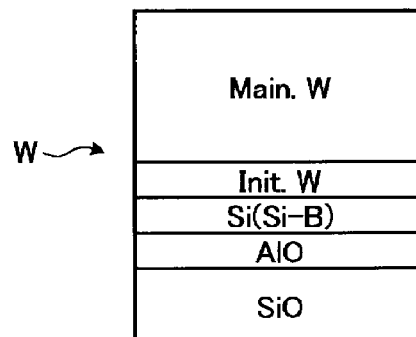 Main. W
W
Init. W
Si(Si-B)
AlO
SiO